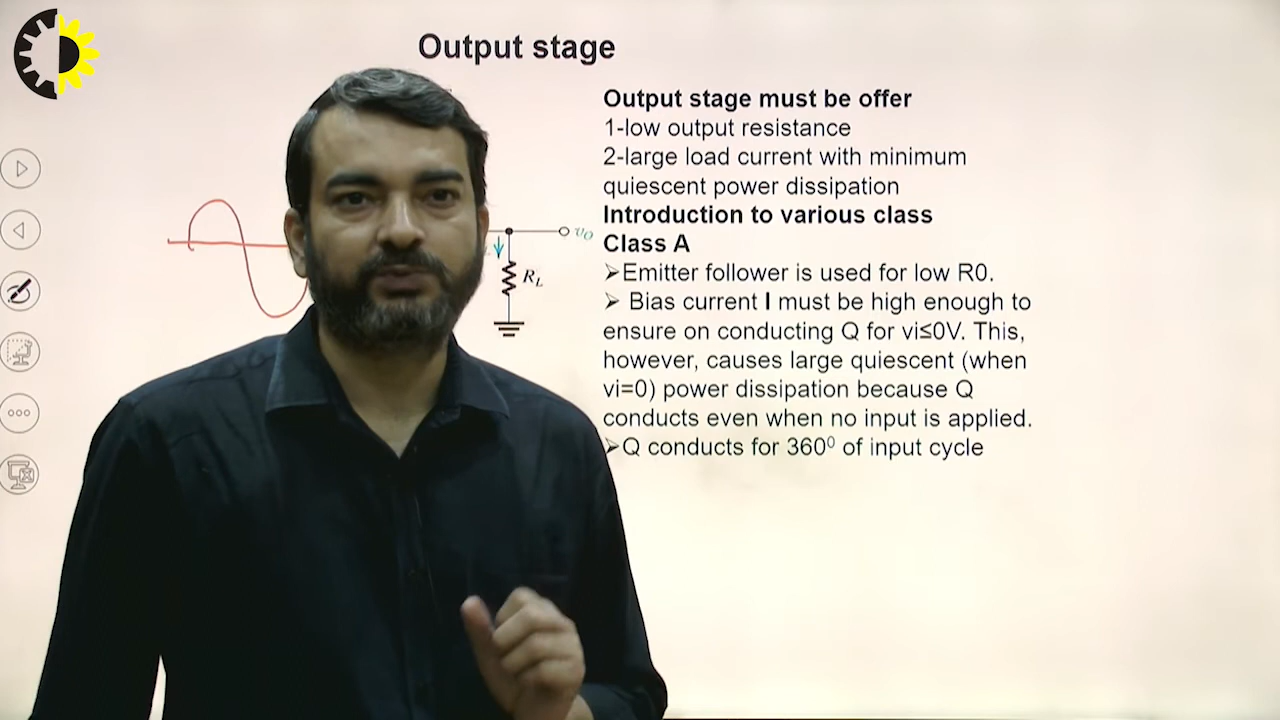 Output stage
Output stage must be offer
1-low output resistance
2-large load current with minimum
quiescent power dissipation
Introduction to various class
Class A
➢Emitter follower is used for low R0.
➢ Bias current I must be high enough to
ensure on conducting Q for vi≤0V. This,
however, causes large quiescent (when
vi=0) power dissipation because Q
conducts even when no input is applied.
➢Q conducts for 360⁰ of input cycle
vO
RL